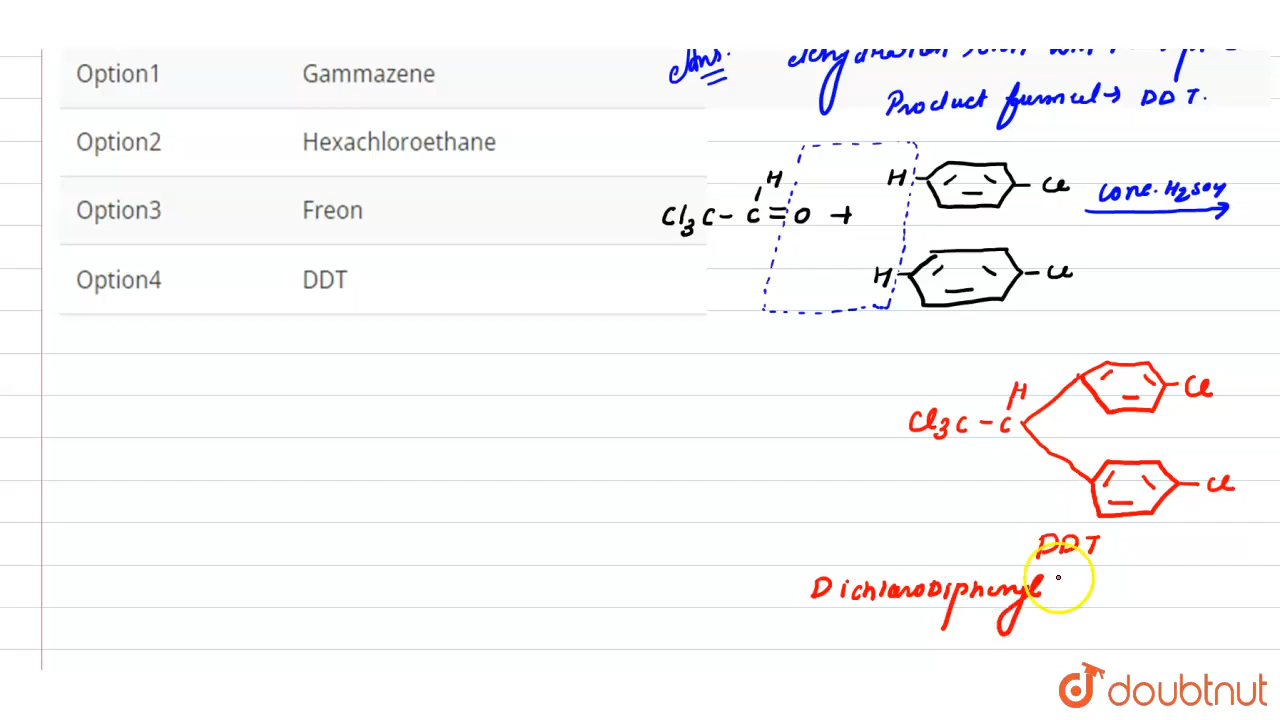 Option1 Gammazene
Option2 Hexachloroethane
Option3 Freon
Option4 DDT
Ans.
Product formed → DDT.
H
Cl3C - C = O +
H - Cl
conc. H2SO4
H - Cl
H
Cl3C - C
Cl
Cl
DDT
DichloroDiphenyl
doubtnut